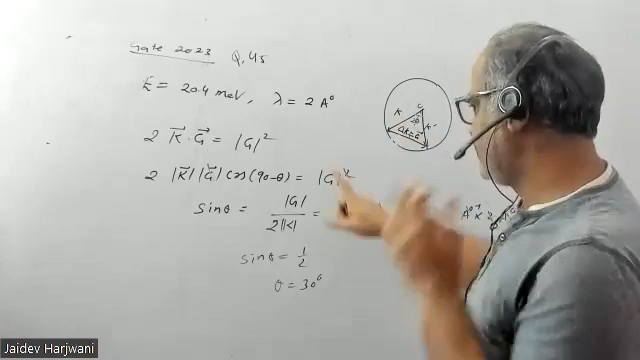 Gate 2023 Q.45
E = 20.4 meV, λ = 2 A°
2 K⃗·G⃗ = |G|²
2 |K⃗||G⃗| cos(90-θ) = |G|²
sinθ = |G| / 2|K| =
sinθ = 1/2
θ = 30°
K C
2θ K
Jaidev Harjwani